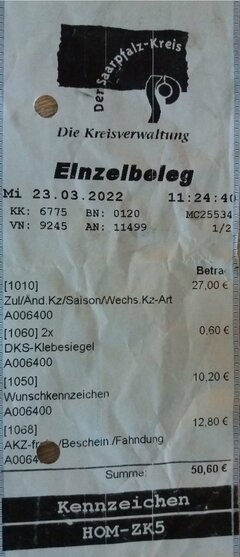 Der Saarpfalz-Kreis
Die Kreisverwaltung
Einzelbeleg
Mi 23.03.2022 11:24:40
KK: 6775 BN: 0120 MC25534
VN: 9245 AN: 11499 1/2
Betra
[1010] 27,00 €
Zul/Änd.Kz/Saison/Wechs.Kz-Art
A006400
[1060] 2x 0,60 €
DKS-Klebesiegel
A006400
[1050] 10,20 €
Wunschkennzeichen
A006400
[1068] 12,80 €
AKZ- /Beschein./Fahndung
A0064
Summe: 50,60 €
Kennzeichen
HOM-ZK5